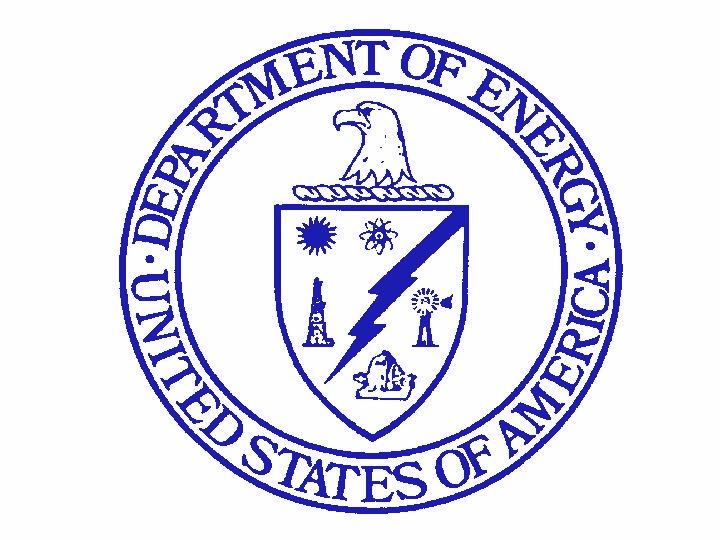 DEPARTMENT OF ENERGY
UNITED STATES OF AMERICA